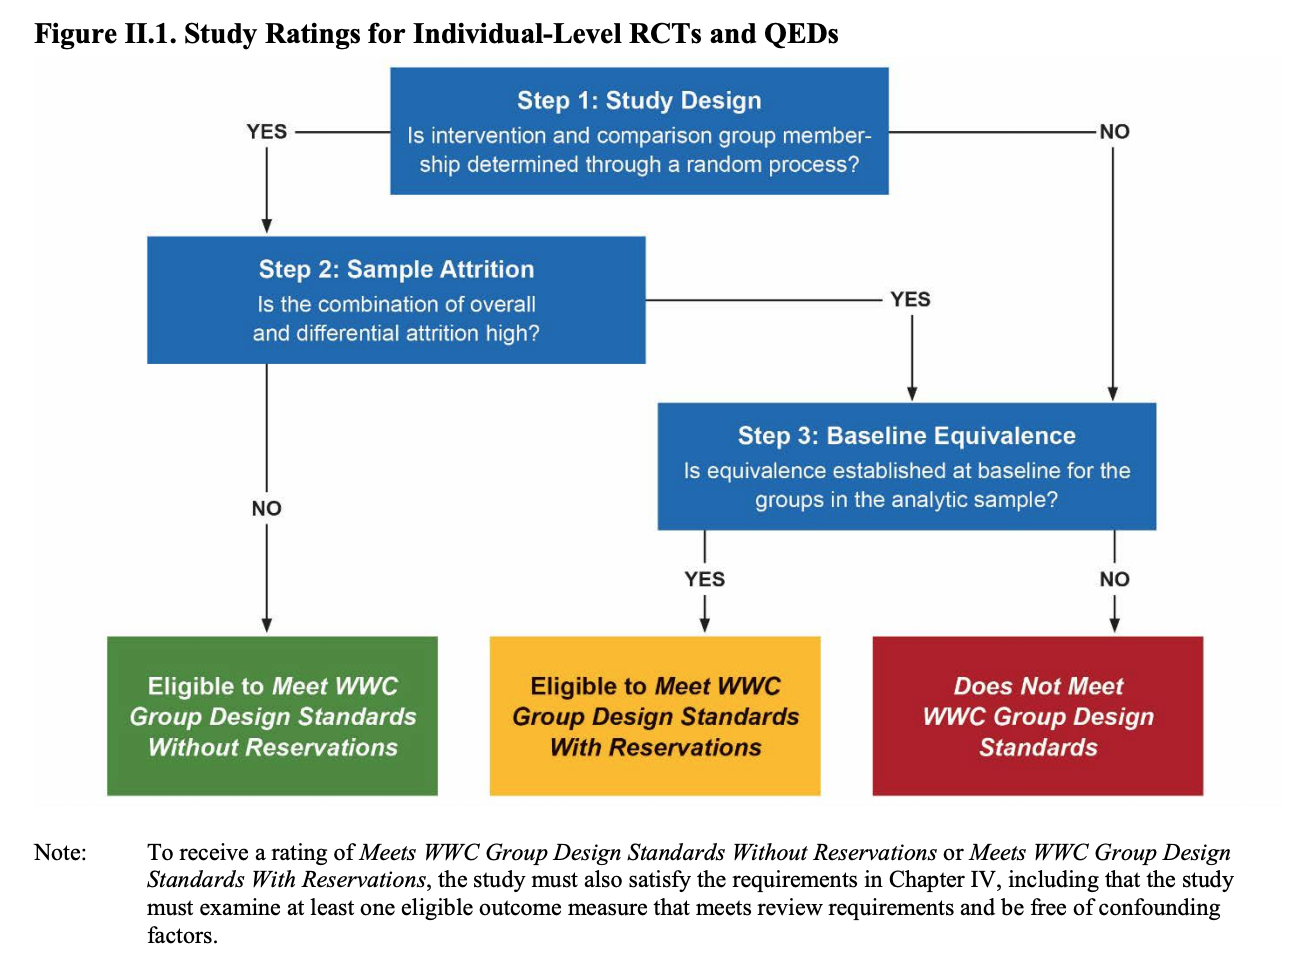 Figure II.1. Study Ratings for Individual-Level RCTs and QEDs
Step 1: Study Design
Is intervention and comparison group member-
ship determined through a random process?
YES
NO
Step 2: Sample Attrition
Is the combination of overall
and differential attrition high?
YES
Step 3: Baseline Equivalence
Is equivalence established at baseline for the
groups in the analytic sample?
NO
YES
NO
Eligible to Meet WWC
Group Design Standards
Without Reservations
Eligible to Meet WWC
Group Design Standards
With Reservations
Does Not Meet
WWC Group Design
Standards
Note: To receive a rating of Meets WWC Group Design Standards Without Reservations or Meets WWC Group Design
Standards With Reservations, the study must also satisfy the requirements in Chapter IV, including that the study
must examine at least one eligible outcome measure that meets review requirements and be free of confounding
factors.